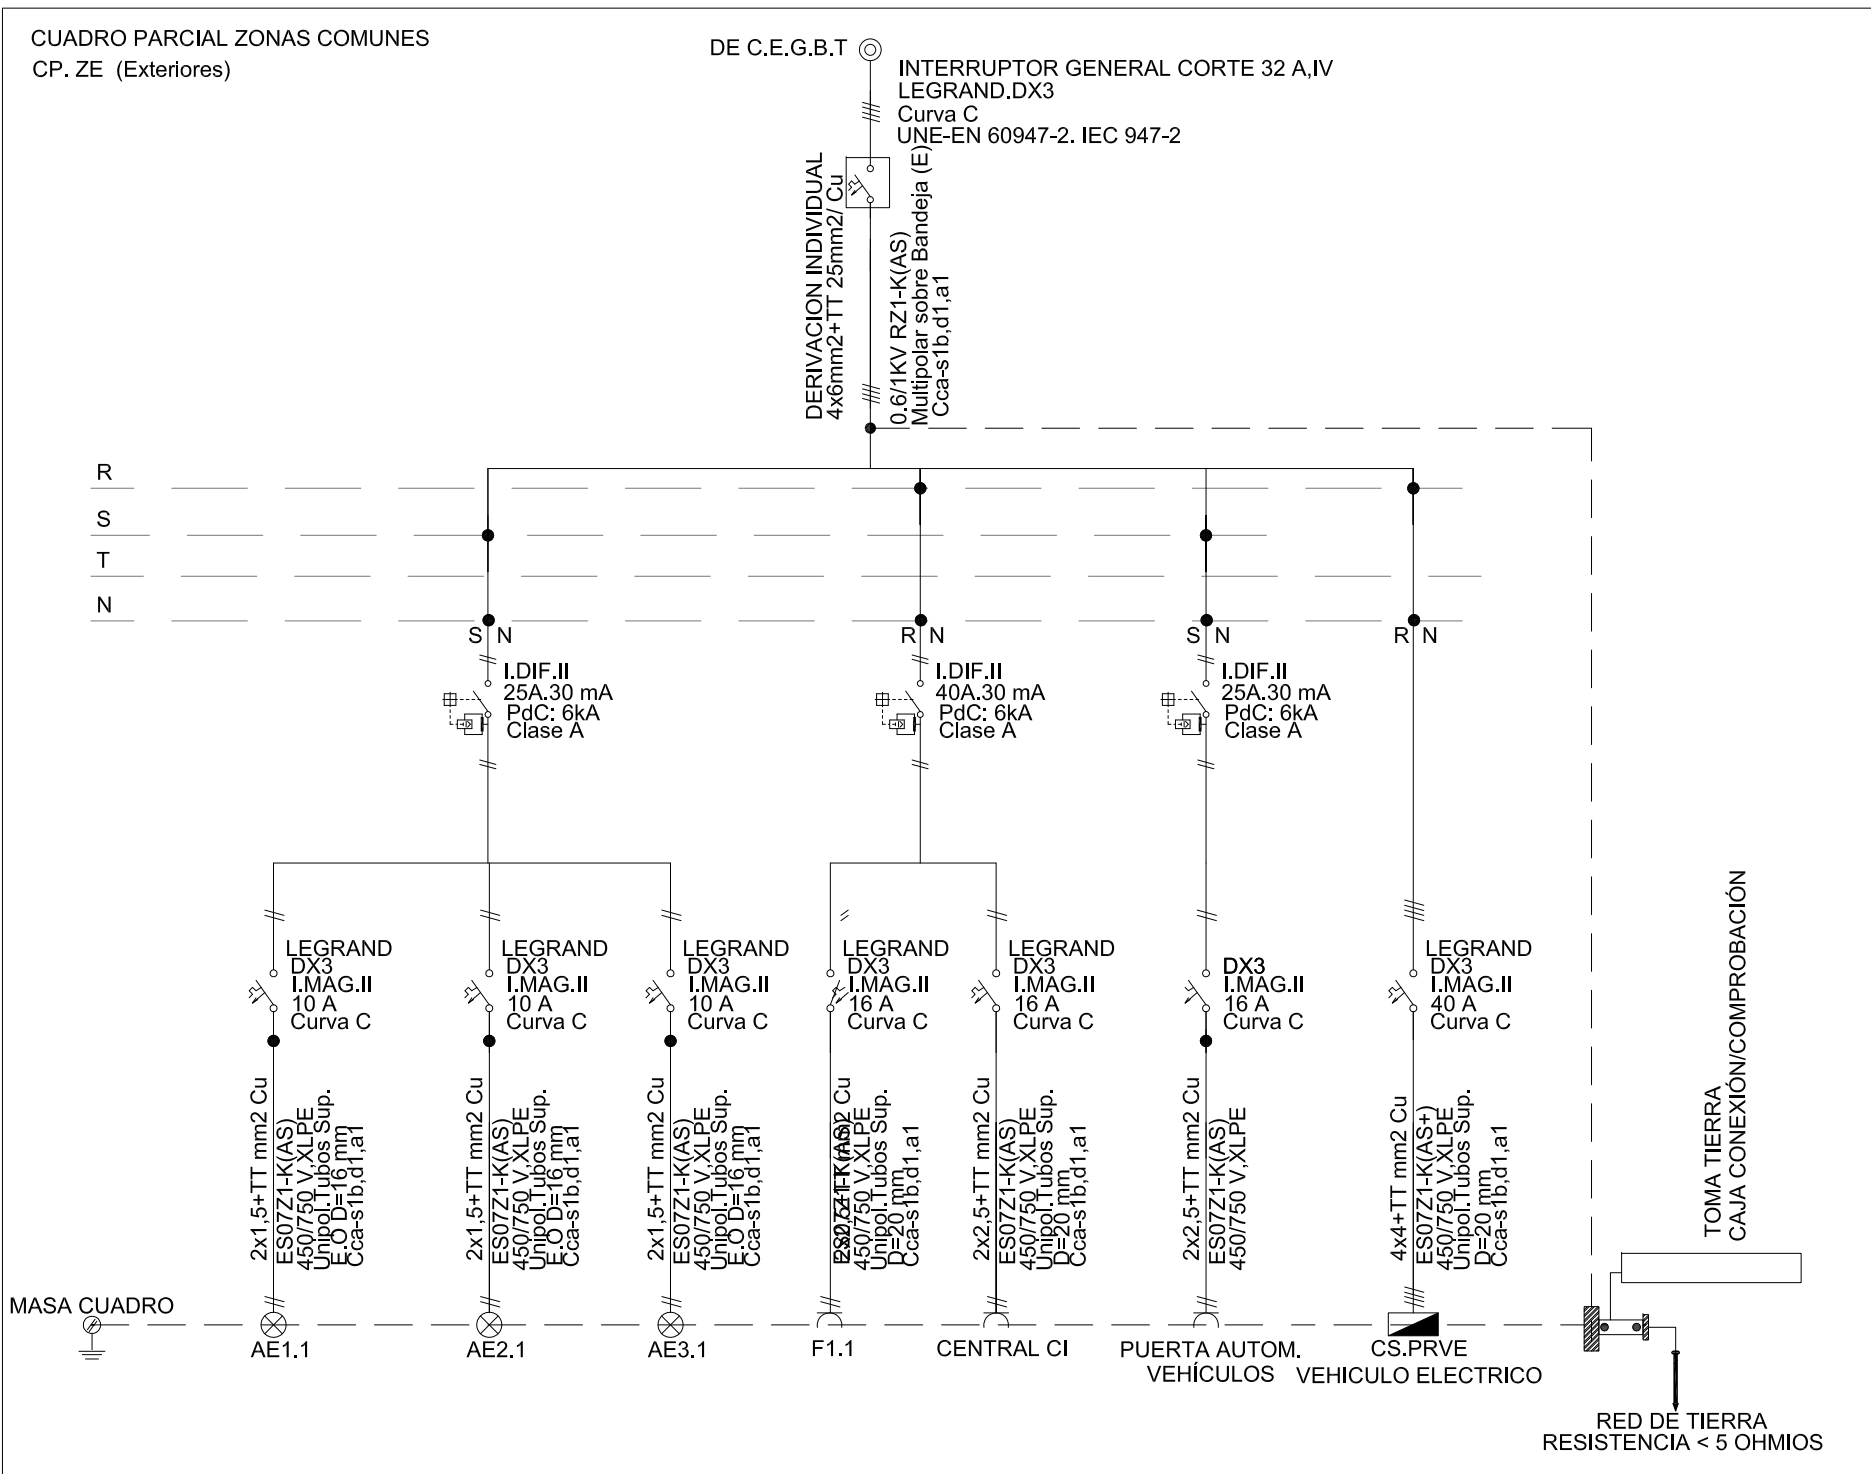 CUADRO PARCIAL ZONAS COMUNES
CP. ZE (Exteriores)
DE C.E.G.B.T
INTERRUPTOR GENERAL CORTE 32 A,IV
LEGRAND.DX3
Curva C
UNE-EN 60947-2. IEC 947-2
DERIVACION INDIVIDUAL
4x6mm2+TT 25mm2/ Cu
0.6/1KV RZ1-K(AS)
Multipolar sobre Bandeja (E)
Cca-s1b,d1,a1
R
S
T
N
S N
R N
S N
R N
I.DIF.II
25A.30 mA
PdC: 6kA
Clase A
I.DIF.II
40A.30 mA
PdC: 6kA
Clase A
I.DIF.II
25A.30 mA
PdC: 6kA
Clase A
LEGRAND
DX3
I.MAG.II
10 A
Curva C
LEGRAND
DX3
I.MAG.II
10 A
Curva C
LEGRAND
DX3
I.MAG.II
10 A
Curva C
LEGRAND
DX3
I.MAG.II
16 A
Curva C
LEGRAND
DX3
I.MAG.II
16 A
Curva C
DX3
I.MAG.II
16 A
Curva C
LEGRAND
DX3
I.MAG.II
40 A
Curva C
2x1,5+TT mm2 Cu
ES07Z1-K(AS)
450/750 V,XLPE
Unipol.Tubos Sup.
E.O D=16 mm
Cca-s1b,d1,a1
2x1,5+TT mm2 Cu
ES07Z1-K(AS)
450/750 V,XLPE
Unipol.Tubos Sup.
E.O D=16 mm
Cca-s1b,d1,a1
2x1,5+TT mm2 Cu
ES07Z1-K(AS)
450/750 V,XLPE
Unipol.Tubos Sup.
E.O D=16 mm
Cca-s1b,d1,a1
2x2,5+TT mm2 Cu
ES07Z1-K(AS)
450/750 V,XLPE
Unipol.Tubos Sup.
D=20 mm
Cca-s1b,d1,a1
2x2,5+TT mm2 Cu
ES07Z1-K(AS)
450/750 V,XLPE
Unipol.Tubos Sup.
D=20 mm
Cca-s1b,d1,a1
2x2,5+TT mm2 Cu
ES07Z1-K(AS)
450/750 V,XLPE
4x4+TT mm2 Cu
ES07Z1-K(AS+)
450/750 V,XLPE
Unipol.Tubos Sup.
D=20 mm
Cca-s1b,d1,a1
TOMA TIERRA
CAJA CONEXIÓN/COMPROBACIÓN
MASA CUADRO
AE1.1
AE2.1
AE3.1
F1.1
CENTRAL CI
PUERTA AUTOM.
VEHÍCULOS
CS.PRVE
VEHICULO ELECTRICO
RED DE TIERRA
RESISTENCIA < 5 OHMIOS